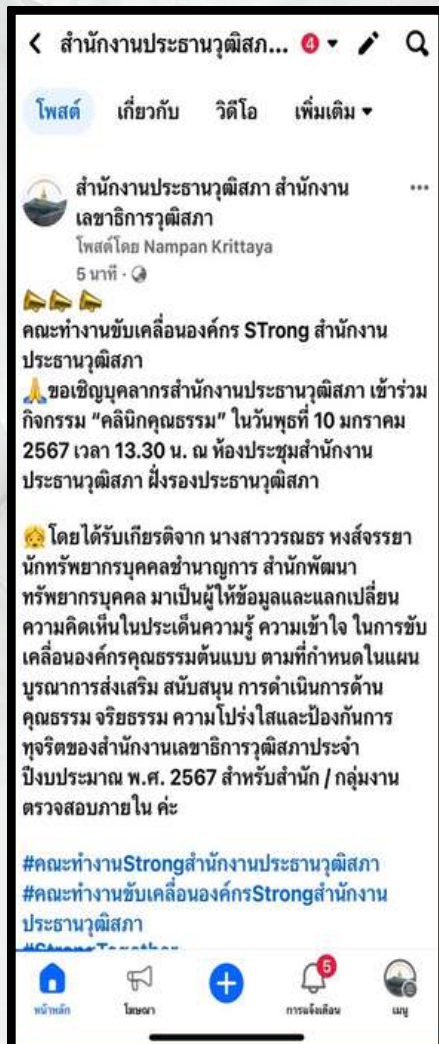 สำนักงานประธานวุฒิสภ... 4
โพสต์ เกี่ยวกับ วิดีโอ เพิ่มเติม
สำนักงานประธานวุฒิสภา สำนักงาน
เลขาธิการวุฒิสภา
โพสต์โดย Nampan Krittaya
5 นาที ·
คณะทำงานขับเคลื่อนองค์กร STrong สำนักงาน
ประธานวุฒิสภา
🙏ขอเชิญบุคลากรสำนักงานประธานวุฒิสภา เข้าร่วม
กิจกรรม “คลินิกคุณธรรม” ในวันพุธที่ 10 มกราคม
2567 เวลา 13.30 น. ณ ห้องประชุมสำนักงาน
ประธานวุฒิสภา ฝั่งรองประธานวุฒิสภา
👧โดยได้รับเกียรติจาก นางสาววรณธร หงส์จรรยา
นักทรัพยากรบุคคลชำนาญการ สำนักพัฒนา
ทรัพยากรบุคคล มาเป็นผู้ให้ข้อมูลและแลกเปลี่ยน
ความคิดเห็นในประเด็นความรู้ ความเข้าใจ ในการขับ
เคลื่อนองค์กรคุณธรรมต้นแบบ ตามที่กำหนดในแผน
บูรณาการส่งเสริม สนับสนุน การดำเนินการด้าน
คุณธรรม จริยธรรม ความโปร่งใสและป้องกันการ
ทุจริตของสำนักงานเลขาธิการวุฒิสภาประจำ
ปีงบประมาณ พ.ศ. 2567 สำหรับสำนัก / กลุ่มงาน
ตรวจสอบภายใน ค่ะ
#คณะทำงานStrongสำนักงานประธานวุฒิสภา
#คณะทำงานขับเคลื่อนองค์กรStrongสำนักงาน
ประธานวุฒิสภา
#StrongTogether
5
หน้าหลัก โฆษณา การแจ้งเตือน เมนู